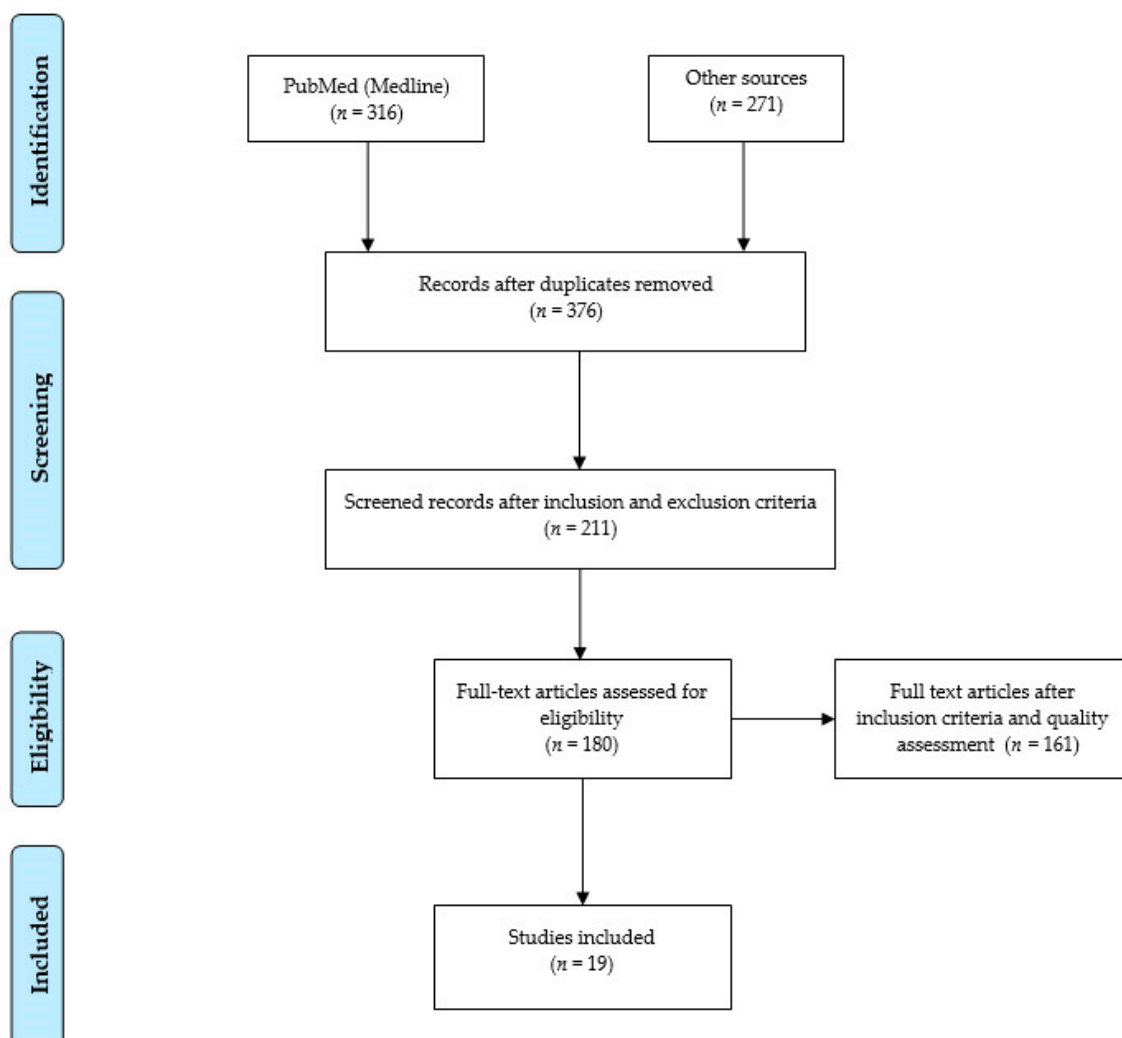 Identification
PubMed (Medline)
(n = 316)
Other sources
(n = 271)
Records after duplicates removed
(n = 376)
Screening
Screened records after inclusion and exclusion criteria
(n = 211)
Eligibility
Full-text articles assessed for
eligibility
(n = 180)
Full text articles after
inclusion criteria and quality
assessment (n = 161)
Included
Studies included
(n = 19)